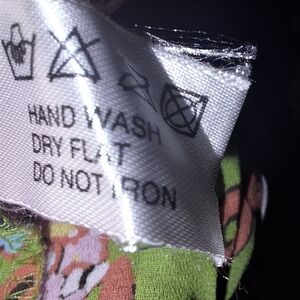 HAND WASH
DRY FLAT
DO NOT IRON